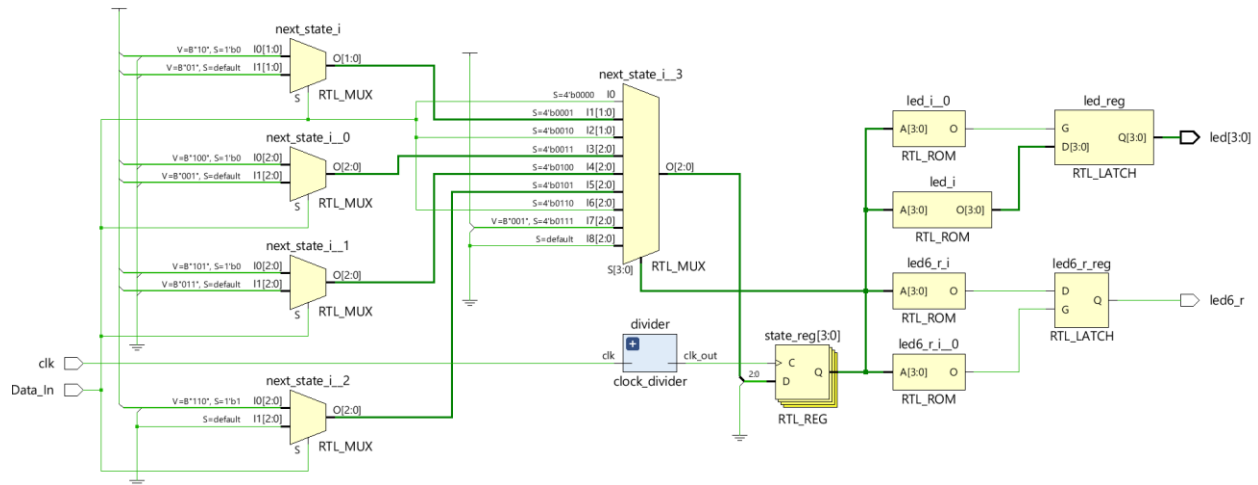 next_state_i
V=B"10", S=1'b0 I0[1:0]
V=B"01", S=default I1[1:0]
O[1:0]
S
RTL_MUX
next_state_i__0
V=B"100", S=1'b0 I0[2:0]
V=B"001", S=default I1[2:0]
O[2:0]
S
RTL_MUX
next_state_i__1
V=B"101", S=1'b0 I0[2:0]
V=B"011", S=default I1[2:0]
O[2:0]
S
RTL_MUX
clk
Data_In
next_state_i__2
V=B"110", S=1'b1 I0[2:0]
S=default I1[2:0]
O[2:0]
S
RTL_MUX
next_state_i__3
S=4'b0000 I0
S=4'b0001 I1[1:0]
S=4'b0010 I2[1:0]
S=4'b0011 I3[2:0]
S=4'b0100 I4[2:0]
S=4'b0101 I5[2:0]
S=4'b0110 I6[2:0]
V=B"001", S=4'b0111 I7[2:0]
S=default I8[2:0]
O[2:0]
S[3:0]
RTL_MUX
divider
clk
clk_out
clock_divider
state_reg[3:0]
2:0
C
D
Q
RTL_REG
led_i__0
A[3:0] O
RTL_ROM
led_i
A[3:0] O[3:0]
RTL_ROM
led6_r_i
A[3:0] O
RTL_ROM
led6_r_i__0
A[3:0] O
RTL_ROM
led_reg
G
D[3:0]
Q[3:0]
RTL_LATCH
led[3:0]
led6_r_reg
D
G
Q
RTL_LATCH
led6_r